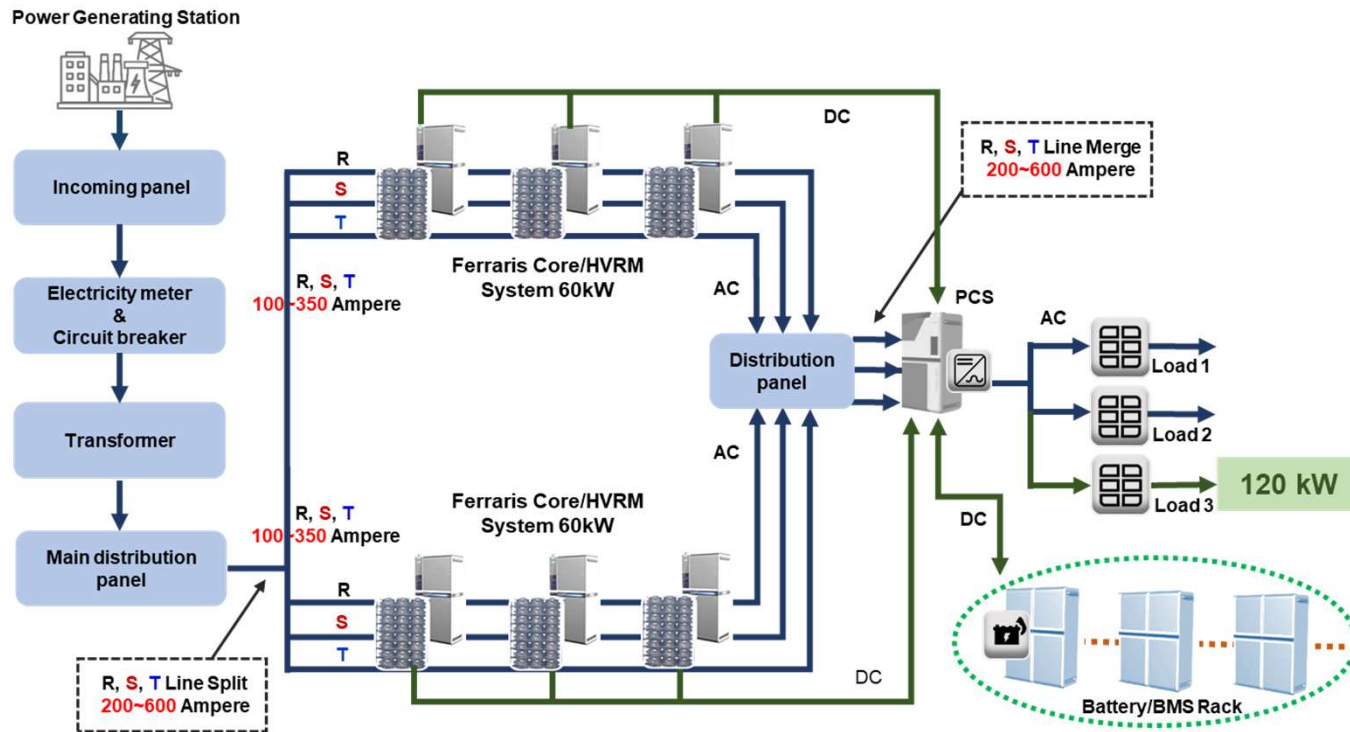 Power Generating Station
Incoming panel
Electricity meter
&
Circuit breaker
Transformer
Main distribution
panel
R, S, T Line Split
200~600 Ampere
R
S
T
R, S, T
100~350 Ampere
Ferraris Core/HVRM
System 60kW
R, S, T
100~350 Ampere
Ferraris Core/HVRM
System 60kW
R
S
T
DC
AC
Distribution
panel
AC
DC
R, S, T Line Merge
200~600 Ampere
PCS
AC
Load 1
Load 2
Load 3
120 kW
DC
Battery/BMS Rack